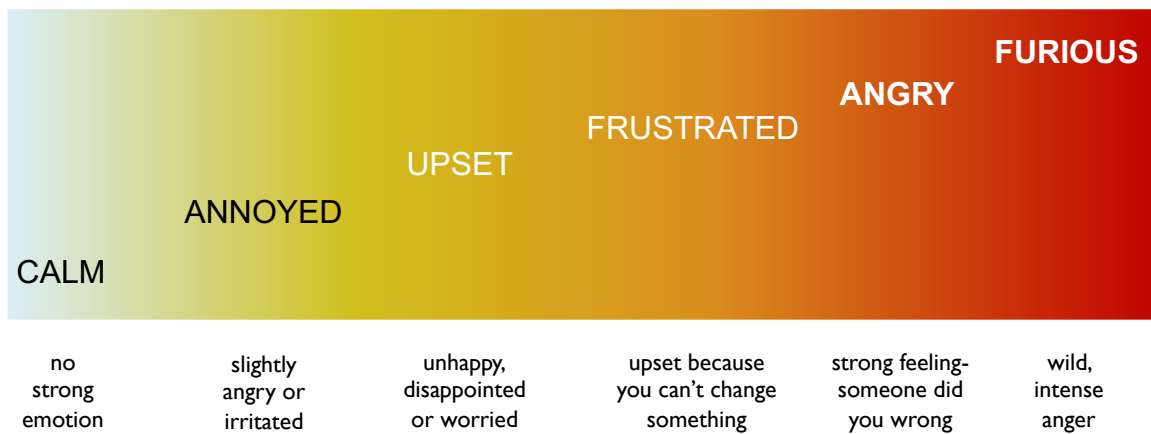 CALM
ANNOYED
UPSET
FRUSTRATED
ANGRY
FURIOUS
no
strong
emotion
slightly
angry or
irritated
unhappy,
disappointed
or worried
upset because
you can’t change
something
strong feeling-
someone did
you wrong
wild,
intense
anger